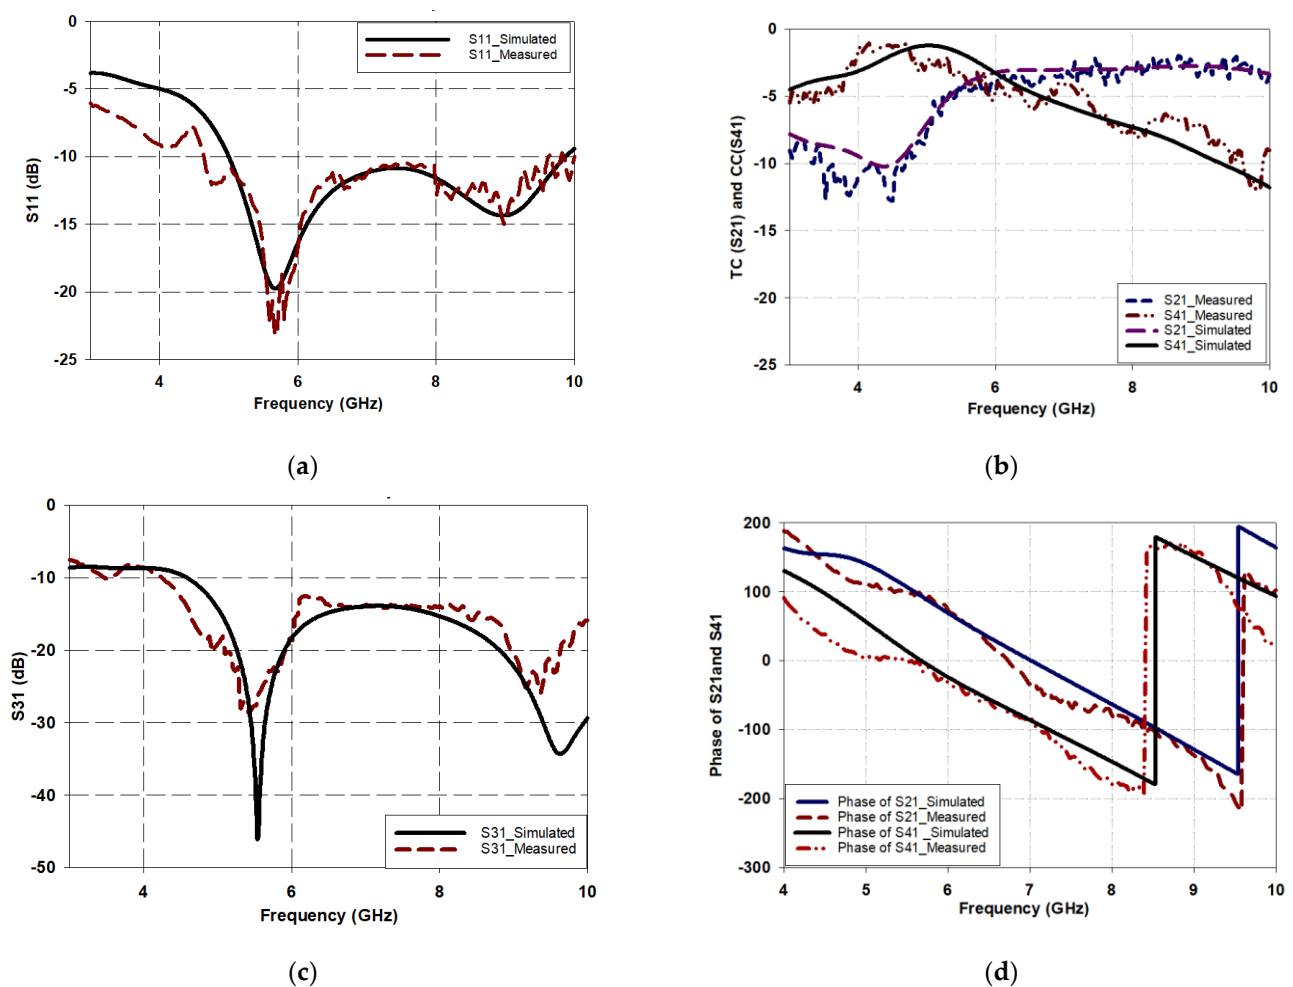 0
-5
-10
-15
-20
-25
S11 (dB)
S11_Simulated
S11_Measured
4
6
8
10
Frequency (GHz)
(a)
0
-5
-10
-15
-20
-25
TC (S21) and CC(S41)
S21_Measured
S41_Measured
S21_Simulated
S41_Simulated
4
6
8
10
Frequency (GHz)
(b)
0
-10
-20
-30
-40
-50
S31 (dB)
S31_Simulated
S31_Measured
4
6
8
10
Frequency (GHz)
(c)
200
100
0
-100
-200
-300
Phase of S21and S41
Phase of S21_Simulated
Phase of S21_Measured
Phase of S41 _Simulated
Phase of S41_Measured
4
5
6
7
8
9
10
Frequency (GHz)
(d)